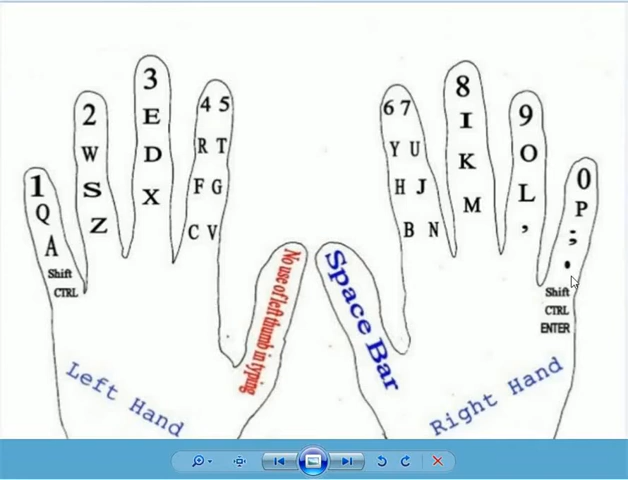 1
Q
A
Shift
CTRL
2
W
S
Z
3
E
D
X
4 5
R T
F G
C V
No use of left thumb in typing
Left Hand
6 7
Y U
H J
B N
8
I
K
M
9
O
L
,
0
P
;
.
Shift
CTRL
ENTER
Space Bar
Right Hand